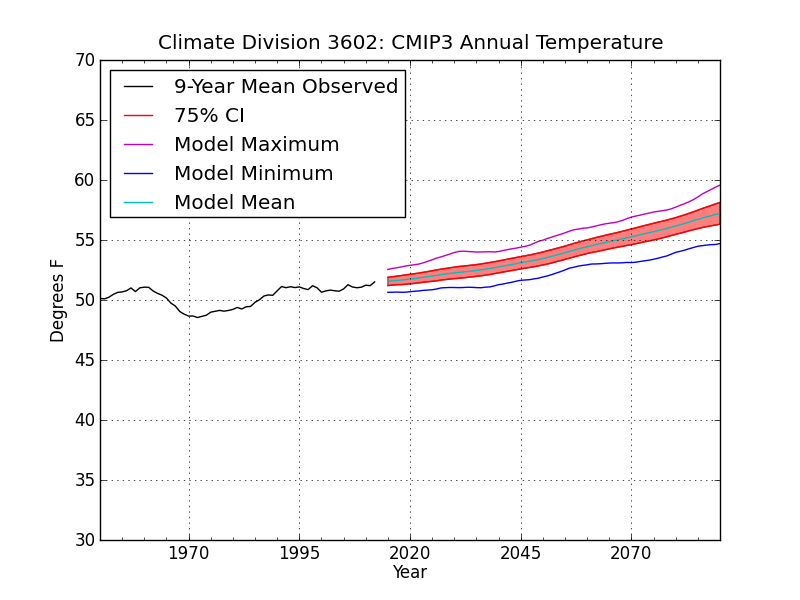 Climate Division 3602: CMIP3 Annual Temperature
70
65
60
55
50
45
40
35
30
Degrees F
9-Year Mean Observed
75% CI
Model Maximum
Model Minimum
Model Mean
1970
1995
2020
2045
2070
Year